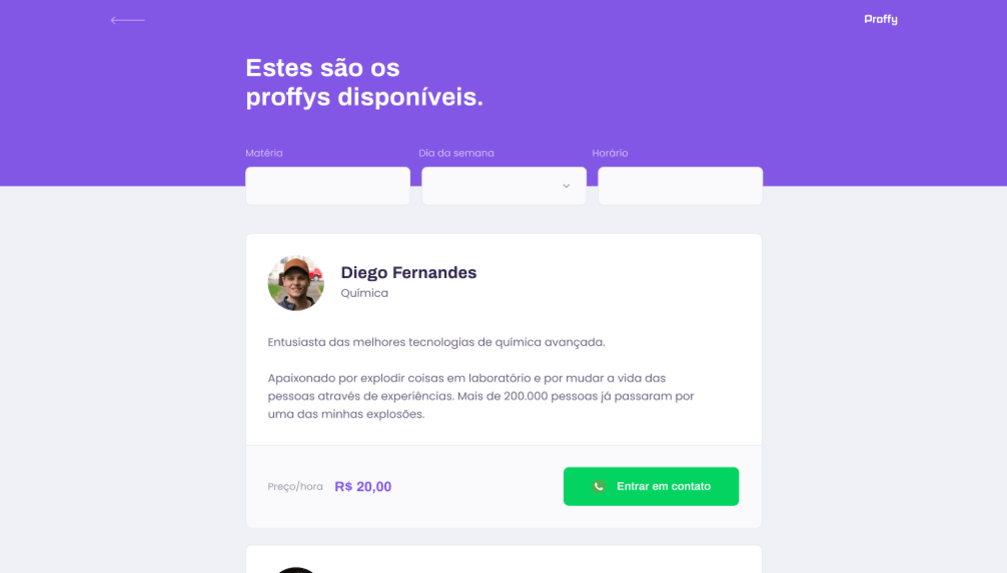 Proffy
Estes são os
proffys disponíveis.
Matéria
Dia da semana
Horário
Diego Fernandes
Química
Entusiasta das melhores tecnologias de química avançada.
Apaixonado por explodir coisas em laboratório e por mudar a vida das
pessoas através de experiências. Mais de 200.000 pessoas já passaram por
uma das minhas explosões.
Preço/hora R$ 20,00
Entrar em contato